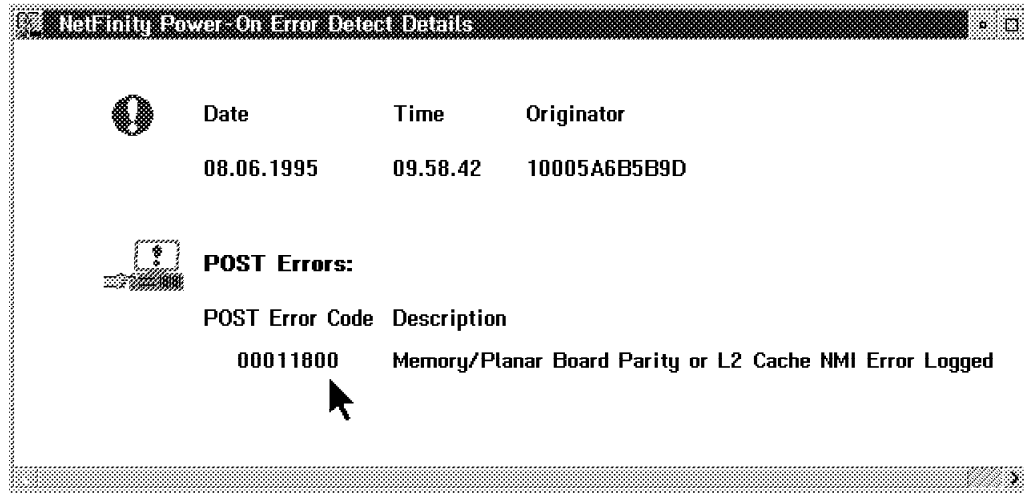 NetFinity Power-On Error Detect Details
Date Time Originator
08.06.1995 09.58.42 10005A6B5B9D
POST Errors:
POST Error Code Description
00011800 Memory/Planar Board Parity or L2 Cache NMI Error Logged